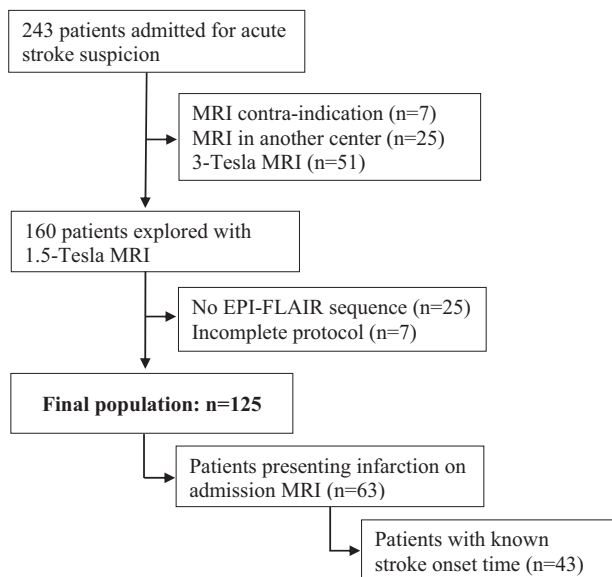 243 patients admitted for acute
stroke suspicion
MRI contra-indication (n=7)
MRI in another center (n=25)
3-Tesla MRI (n=51)
160 patients explored with
1.5-Tesla MRI
No EPI-FLAIR sequence (n=25)
Incomplete protocol (n=7)
Final population: n=125
Patients presenting infarction on
admission MRI (n=63)
Patients with known
stroke onset time (n=43)